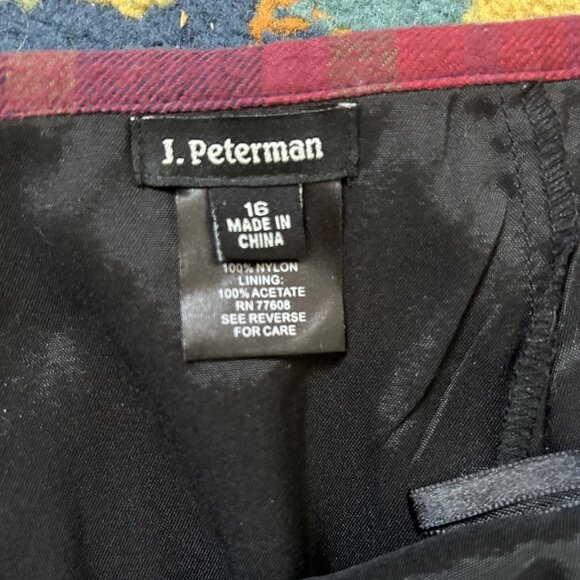 J. Peterman
16
MADE IN
CHINA
100% NYLON
LINING:
100% ACETATE
RN 77608
SEE REVERSE
FOR CARE